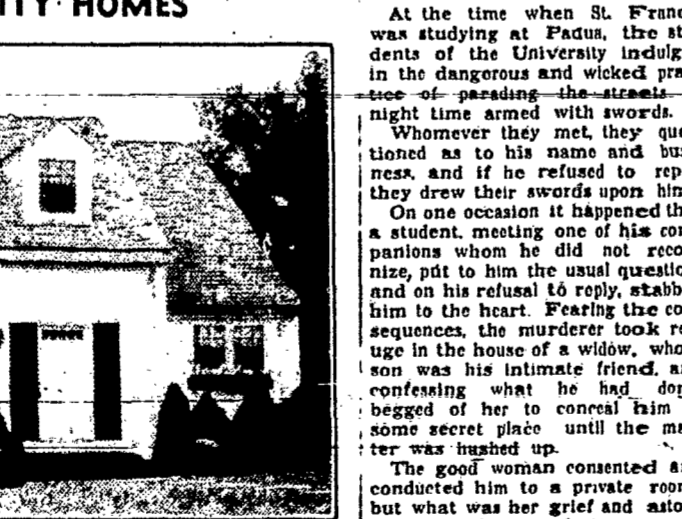 ITY HOMES
At the time when St. Franc
was studying at Padua, the st
dents of the University indulg
in the dangerous and wicked pra
tice of parading the streets
night time armed with swords.
Whomever they met, they que
tioned as to his name and bus
ness, and if he refused to rep
they drew their swords upon him
On one occasion it happened th
a student, meeting one of his com
panions whom he did not reco
nize, put to him the usual questio
and on his refusal to reply, stabb
him to the heart. Fearing the co
sequences, the murderer took re
uge in the house of a widow, who
son was his intimate friend, a
confessing what he had don
begged of her to conceal him
some secret place until the ma
ter was hushed up.
The good woman consented a
conducted him to a private room
but what was her grief and asto